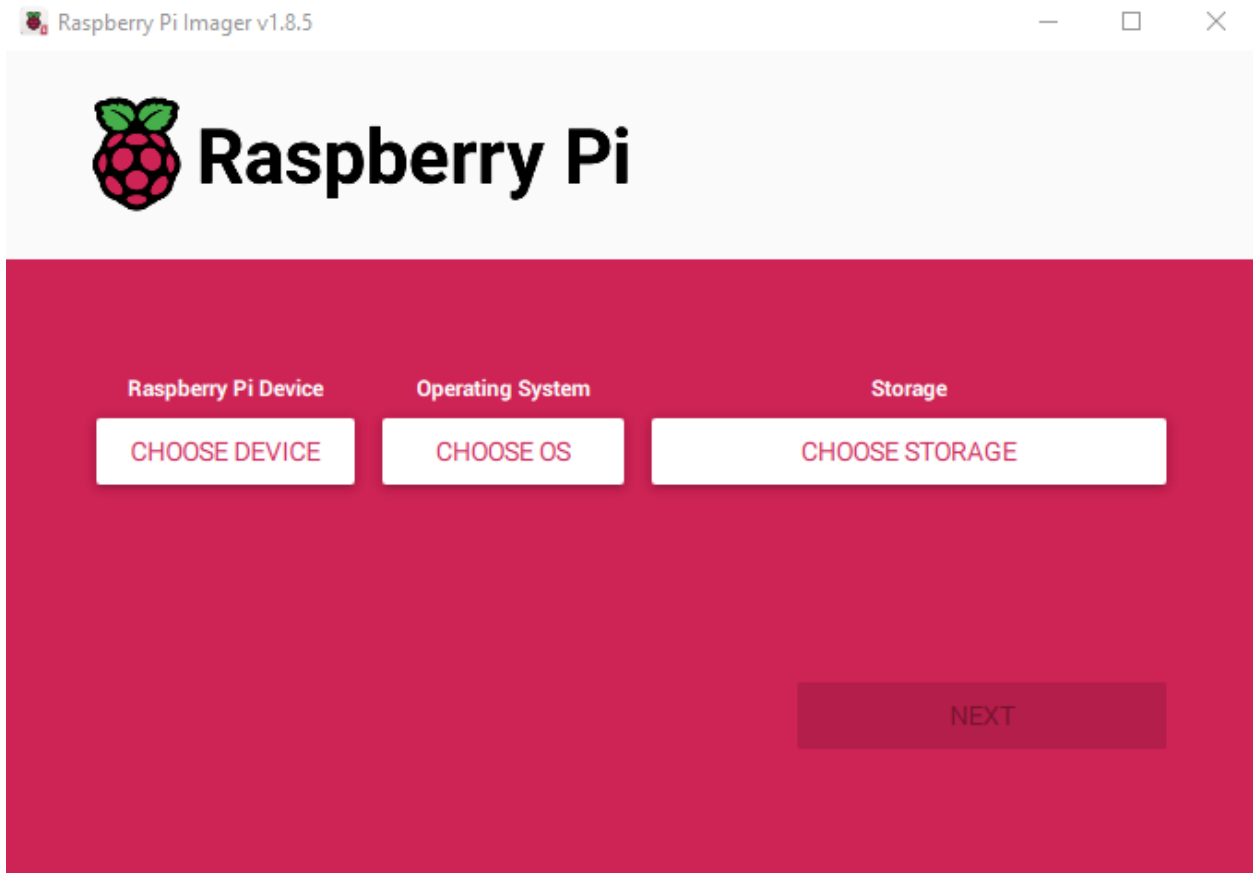 Raspberry Pi Imager v1.8.5
Raspberry Pi
Raspberry Pi Device
Operating System
Storage
CHOOSE DEVICE
CHOOSE OS
CHOOSE STORAGE
NEXT